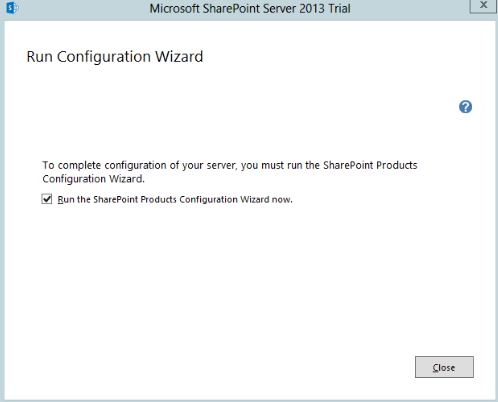 Microsoft SharePoint Server 2013 Trial
x
Run Configuration Wizard
?
To complete configuration of your server, you must run the SharePoint Products
Configuration Wizard.
Run the SharePoint Products Configuration Wizard now.
Close